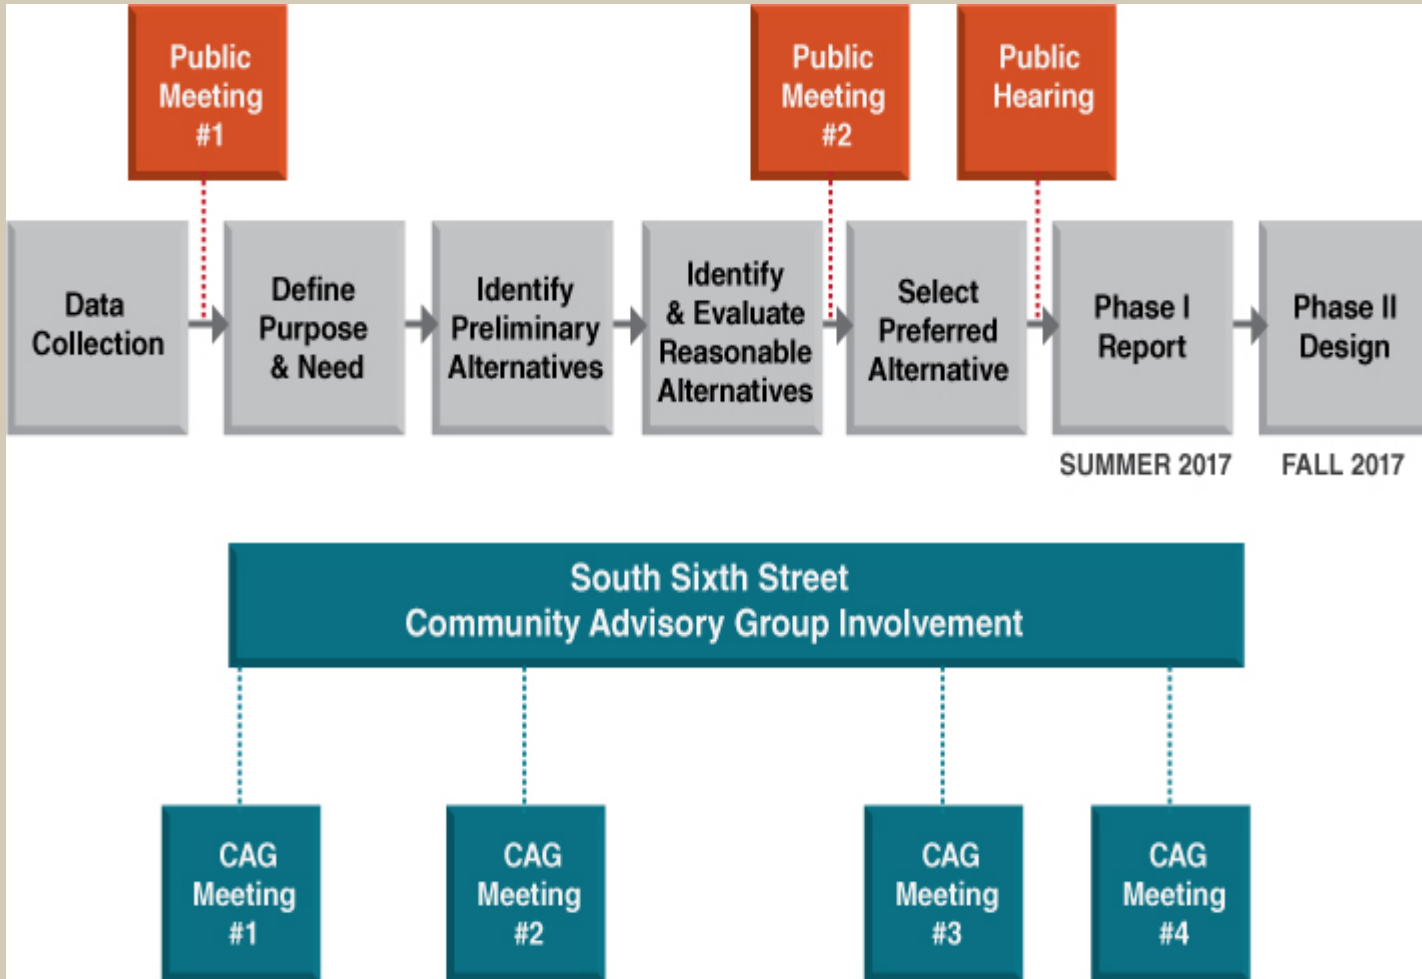 Public
Meeting
#1
Public
Meeting
#2
Public
Hearing
Data
Collection
Define
Purpose
& Need
Identify
Preliminary
Alternatives
Identify
& Evaluate
Reasonable
Alternatives
Select
Preferred
Alternative
Phase I
Report
Phase II
Design
SUMMER 2017
FALL 2017
South Sixth Street
Community Advisory Group Involvement
CAG
Meeting
#1
CAG
Meeting
#2
CAG
Meeting
#3
CAG
Meeting
#4